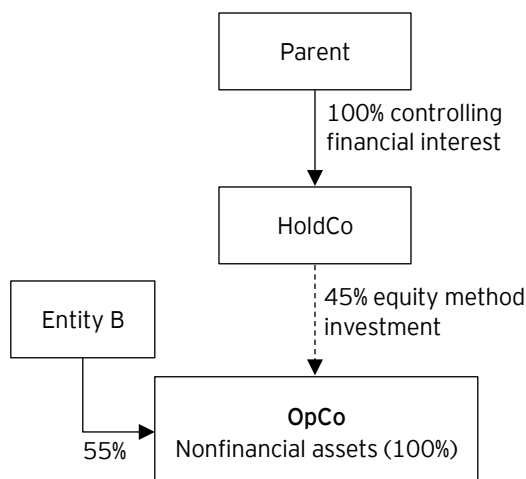 Parent
100% controlling
financial interest
HoldCo
45% equity method
investment
Entity B
55%
OpCo
Nonfinancial assets (100%)